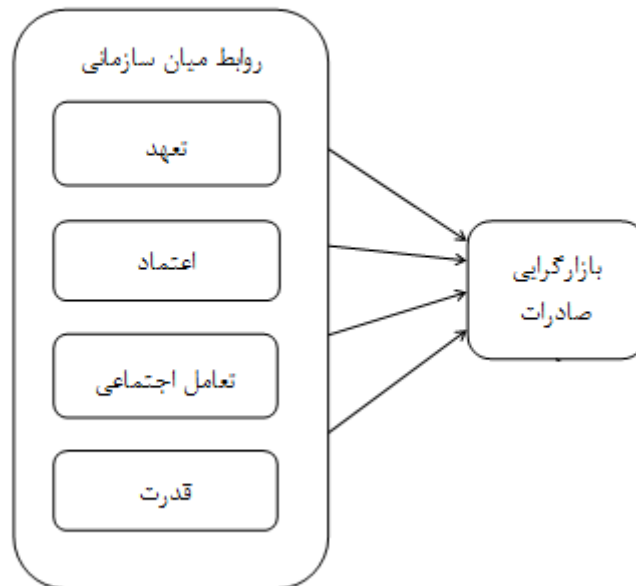 روابط میان سازمانی
تعهد
اعتماد
تعامل اجتماعی
قدرت
بازارگرایی
صادرات